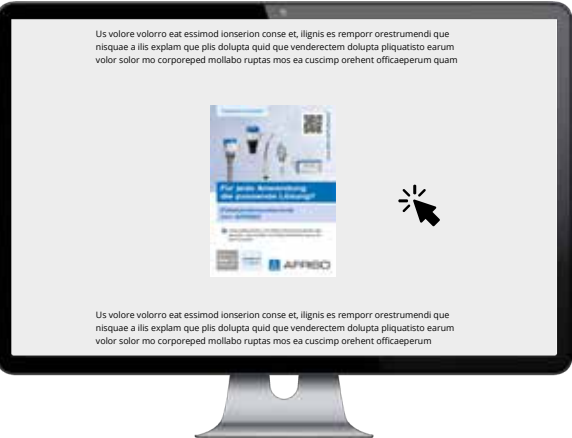 Us volore volorro eat essimod ionserion conse et, ilignis es remporr orestrumendi que
nisquae a ilis explam que plis dolupta quid que venderectem dolupta pliquatisto earum
volor solor mo corporeped mollabo ruptas mos ea cuscimp orehent officaeperum quam
Für jede Anwendung
die passende Lösung!
AFRISO
Us volore volorro eat essimod ionserion conse et, ilignis es remporr orestrumendi que
nisquae a ilis explam que plis dolupta quid que venderectem dolupta pliquatisto earum
volor solor mo corporeped mollabo ruptas mos ea cuscimp orehent officaeperum